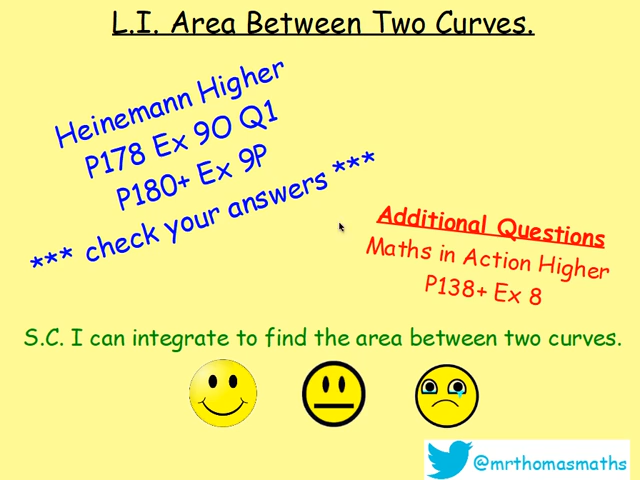 L.I. Area Between Two Curves.
Heinemann Higher
P178 Ex 9O Q1
P180+ Ex 9P
*** check your answers ***
Additional Questions
Maths in Action Higher
P138+ Ex 8
S.C. I can integrate to find the area between two curves.
@mrthomasmaths